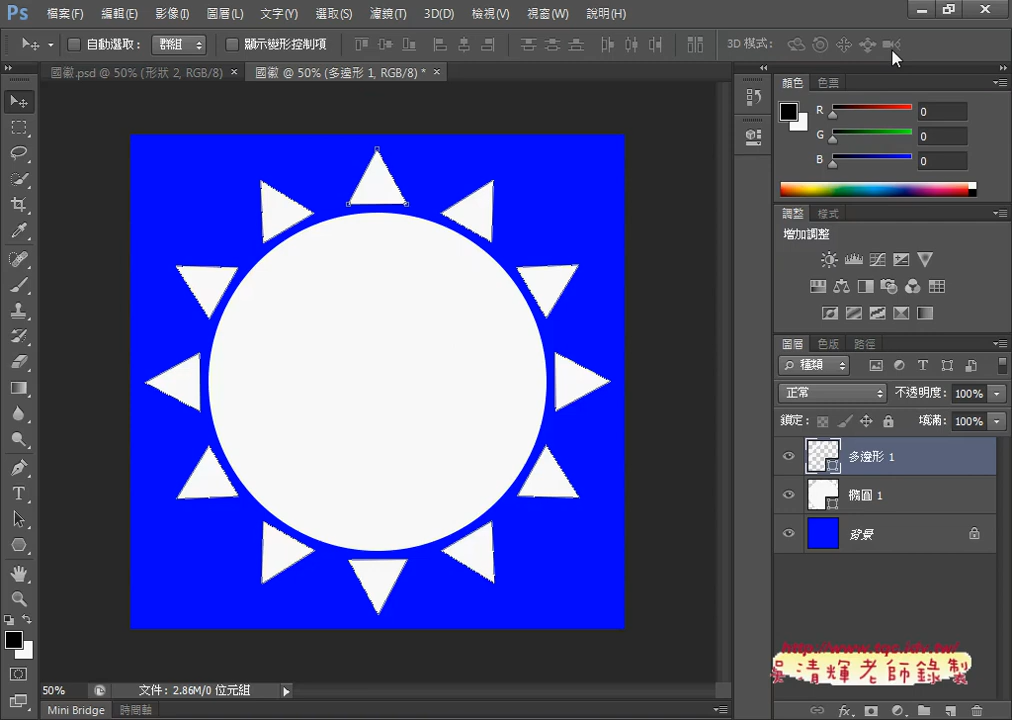 Ps 檔案(F) 編輯(E) 影像(I) 圖層(L) 文字(Y) 選取(S) 濾鏡(T) 3D(D) 檢視(V) 視窗(W) 說明(H)
自動選取： 群組 顯示變形控制項 3D 模式：
國徽.psd @ 50% (形狀 2, RGB/8) × 國徽 @ 50% (多邊形 1, RGB/8) * ×
顏色 色票
R 0
G 0
B 0
調整 樣式
增加調整
圖層 色版 路徑
種類
正常 不透明度： 100%
鎖定： 填滿： 100%
多邊形 1
橢圓 1
背景
http://www.tqc.idv.tw/
吳清輝老師錄製
50% 文件：2.86M/0 位元組
Mini Bridge 時間軸